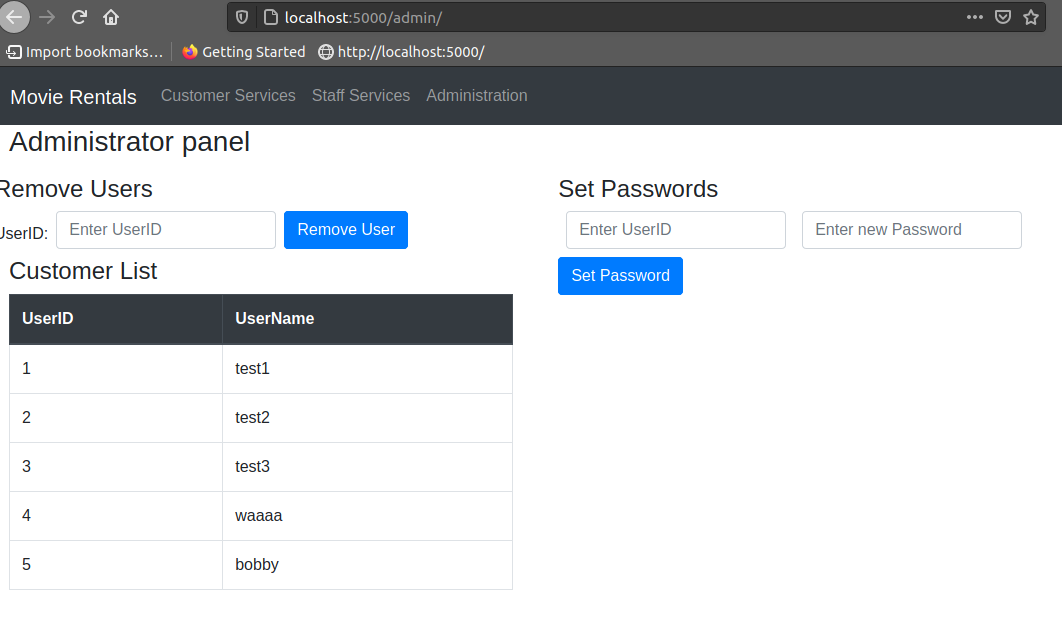 localhost:5000/admin/
Import bookmarks... Getting Started http://localhost:5000/
Movie Rentals Customer Services Staff Services Administration
Administrator panel
Remove Users
UserID: Enter UserID Remove User
Set Passwords
Enter UserID Enter new Password
Set Password
Customer List
UserID UserName
1 test1
2 test2
3 test3
4 waaaa
5 bobby